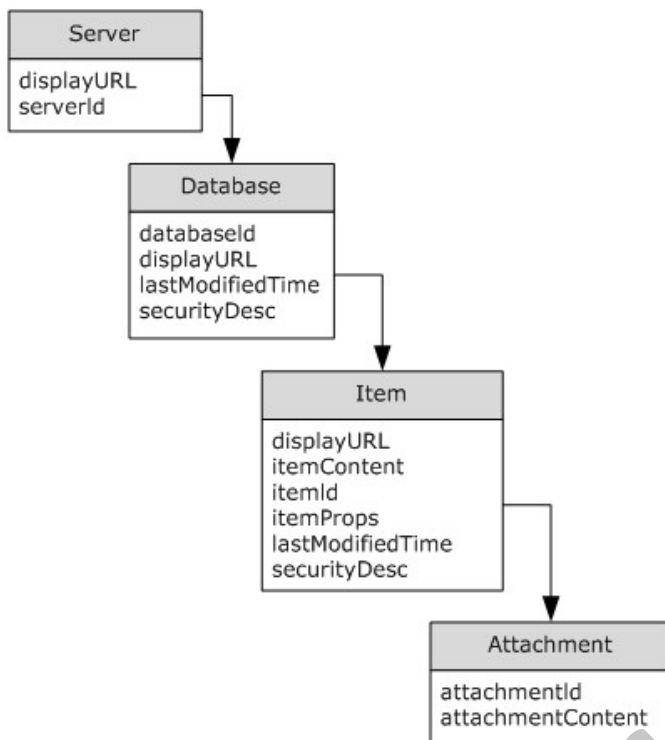 Server
displayURL
serverId
Database
databaseId
displayURL
lastModifiedTime
securityDesc
Item
displayURL
itemContent
itemId
itemProps
lastModifiedTime
securityDesc
Attachment
attachmentId
attachmentContent